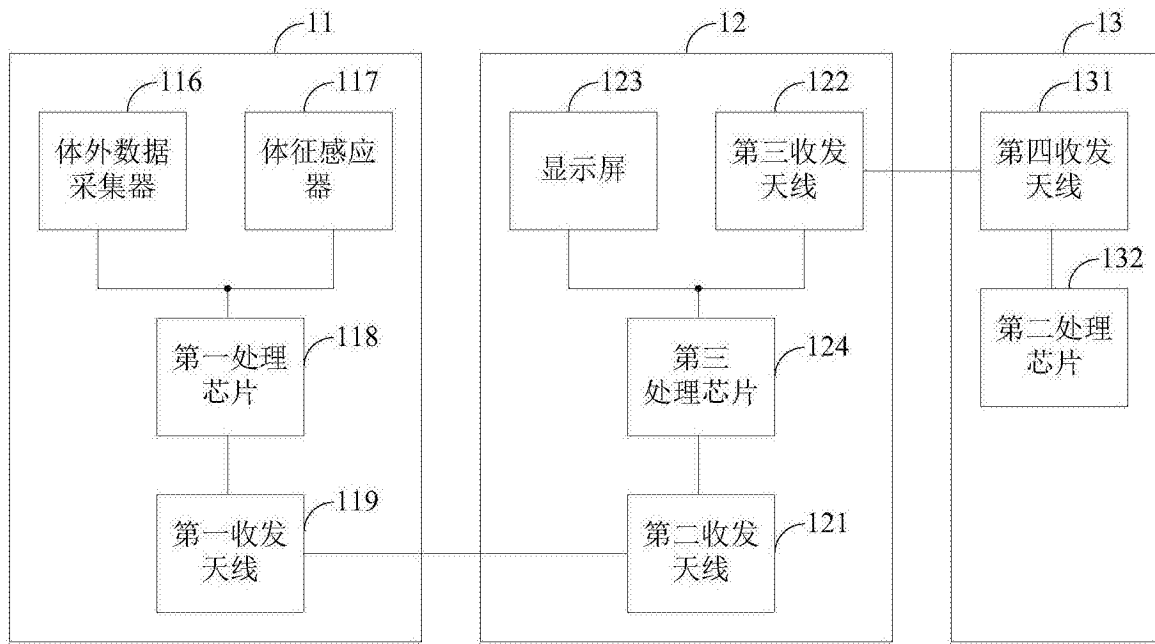 11
12
13
116
117
123
122
131
体外数据
采集器
体征感应
器
显示屏
第三收发
天线
第四收发
天线
132
118
124
第一处理
芯片
第三
处理芯片
第二处理
芯片
119
121
第一收发
天线
第二收发
天线